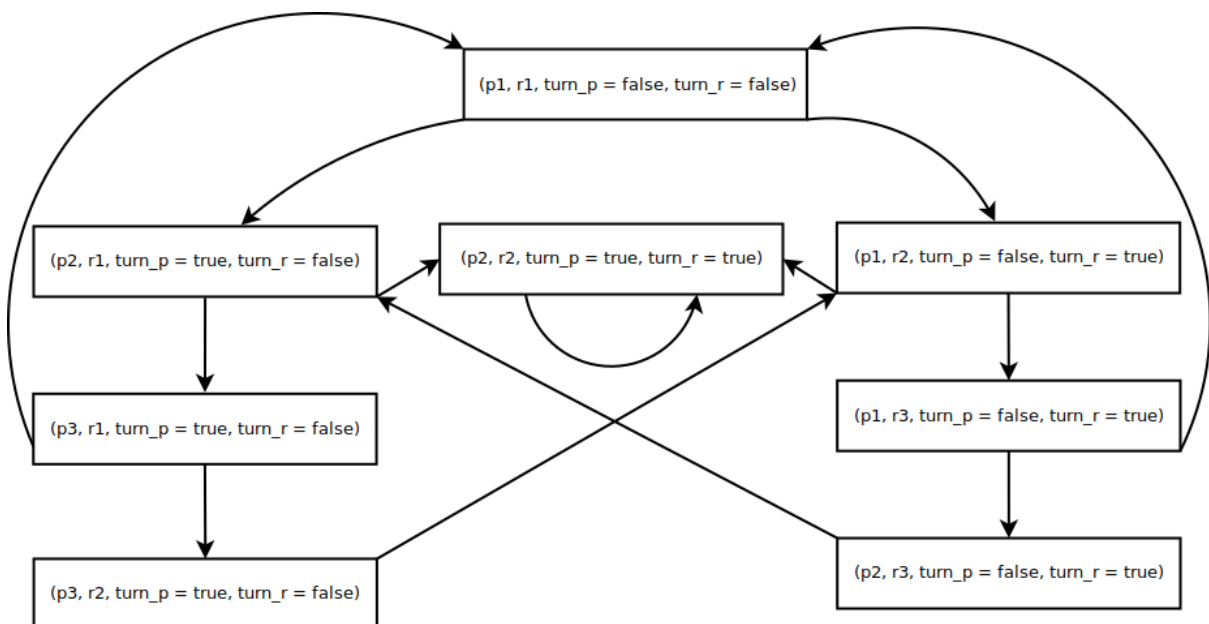 (p1, r1, turn_p = false, turn_r = false)
(p2, r1, turn_p = true, turn_r = false)
(p2, r2, turn_p = true, turn_r = true)
(p1, r2, turn_p = false, turn_r = true)
(p3, r1, turn_p = true, turn_r = false)
(p1, r3, turn_p = false, turn_r = true)
(p3, r2, turn_p = true, turn_r = false)
(p2, r3, turn_p = false, turn_r = true)